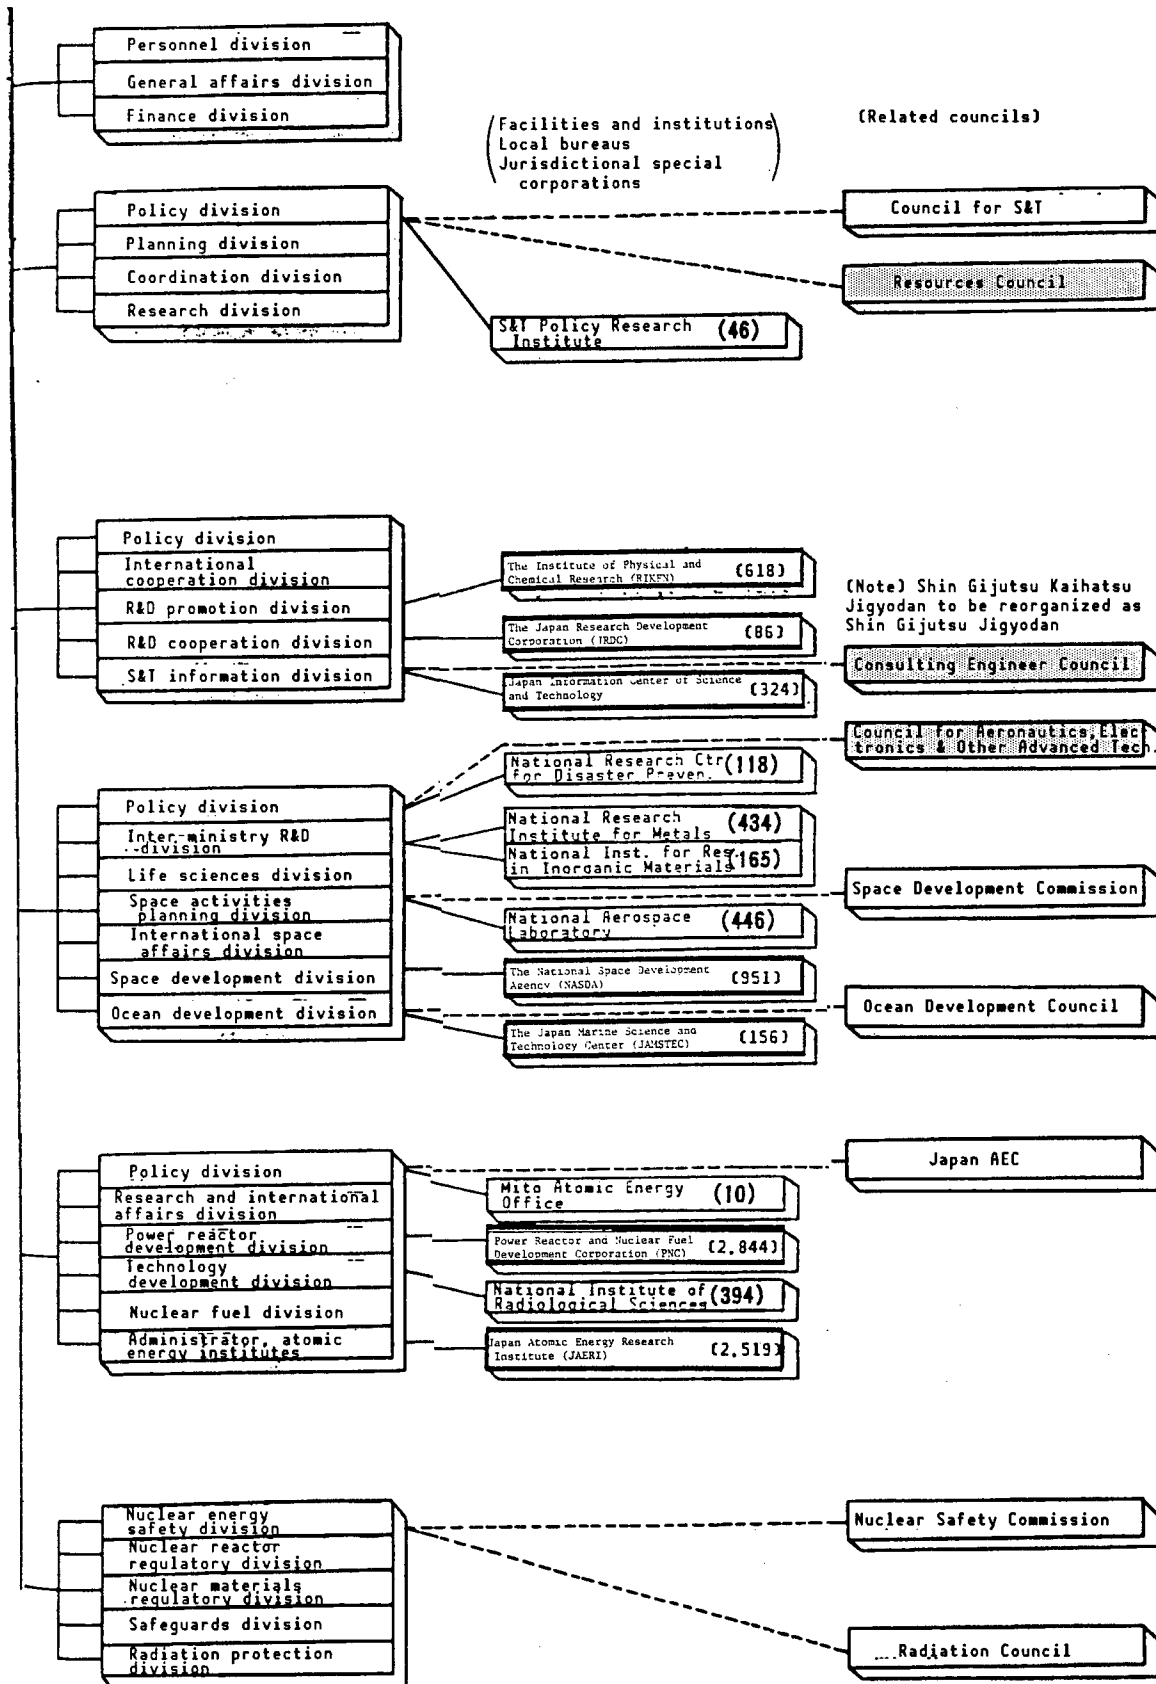 Personnel division
General affairs division
Finance division
(Facilities and institutions
Local bureaus
Jurisdictional special
corporations)
(Related councils)
Policy division
Planning division
Coordination division
Research division
Council for S&T
Resources Council
S&T Policy Research (46)
Institute
Policy division
International
cooperation division
R&D promotion division
R&D cooperation division
S&T information division
The Institute of Physical and
Chemical Research (RIKEN) (618)
The Japan Research Development
Corporation (JRDC) (86)
Japan Information Center of Science
and Technology (324)
(Note) Shin Gijutsu Kaihatsu
Jigyodan to be reorganized as
Shin Gijutsu Jigyodan
Consulting Engineer Council
Council for Aeronautics, Elec
tronics & Other Advanced Tech.
Policy division
Inter-ministry R&D
division
Life sciences division
Space activities
planning division
International space
affairs division
Space development division
Ocean development division
National Research Ctr (118)
for Disaster Preven.
National Research (434)
Institute for Metals
National Inst. for Res. (165)
in Inorganic Materials
National Aerospace (446)
Laboratory
The National Space Development
Agency (NASDA) (951)
The Japan Marine Science and
Technology Center (JAMSTEC) (156)
Space Development Commission
Ocean Development Council
Policy division
Research and international
affairs division
Power reactor
development division
Technology
development division
Nuclear fuel division
Administrator, atomic
energy institutes
Mito Atomic Energy (10)
Office
Power Reactor and Nuclear Fuel
Development Corporation (PNC) (2,844)
National Institute of (394)
Radiological Sciences
Japan Atomic Energy Research
Institute (JAERI) (2,519)
Japan AEC
Nuclear energy
safety division
Nuclear reactor
regulatory division
Nuclear materials
regulatory division
Safeguards division
Radiation protection
division
Nuclear Safety Commission
Radiation Council